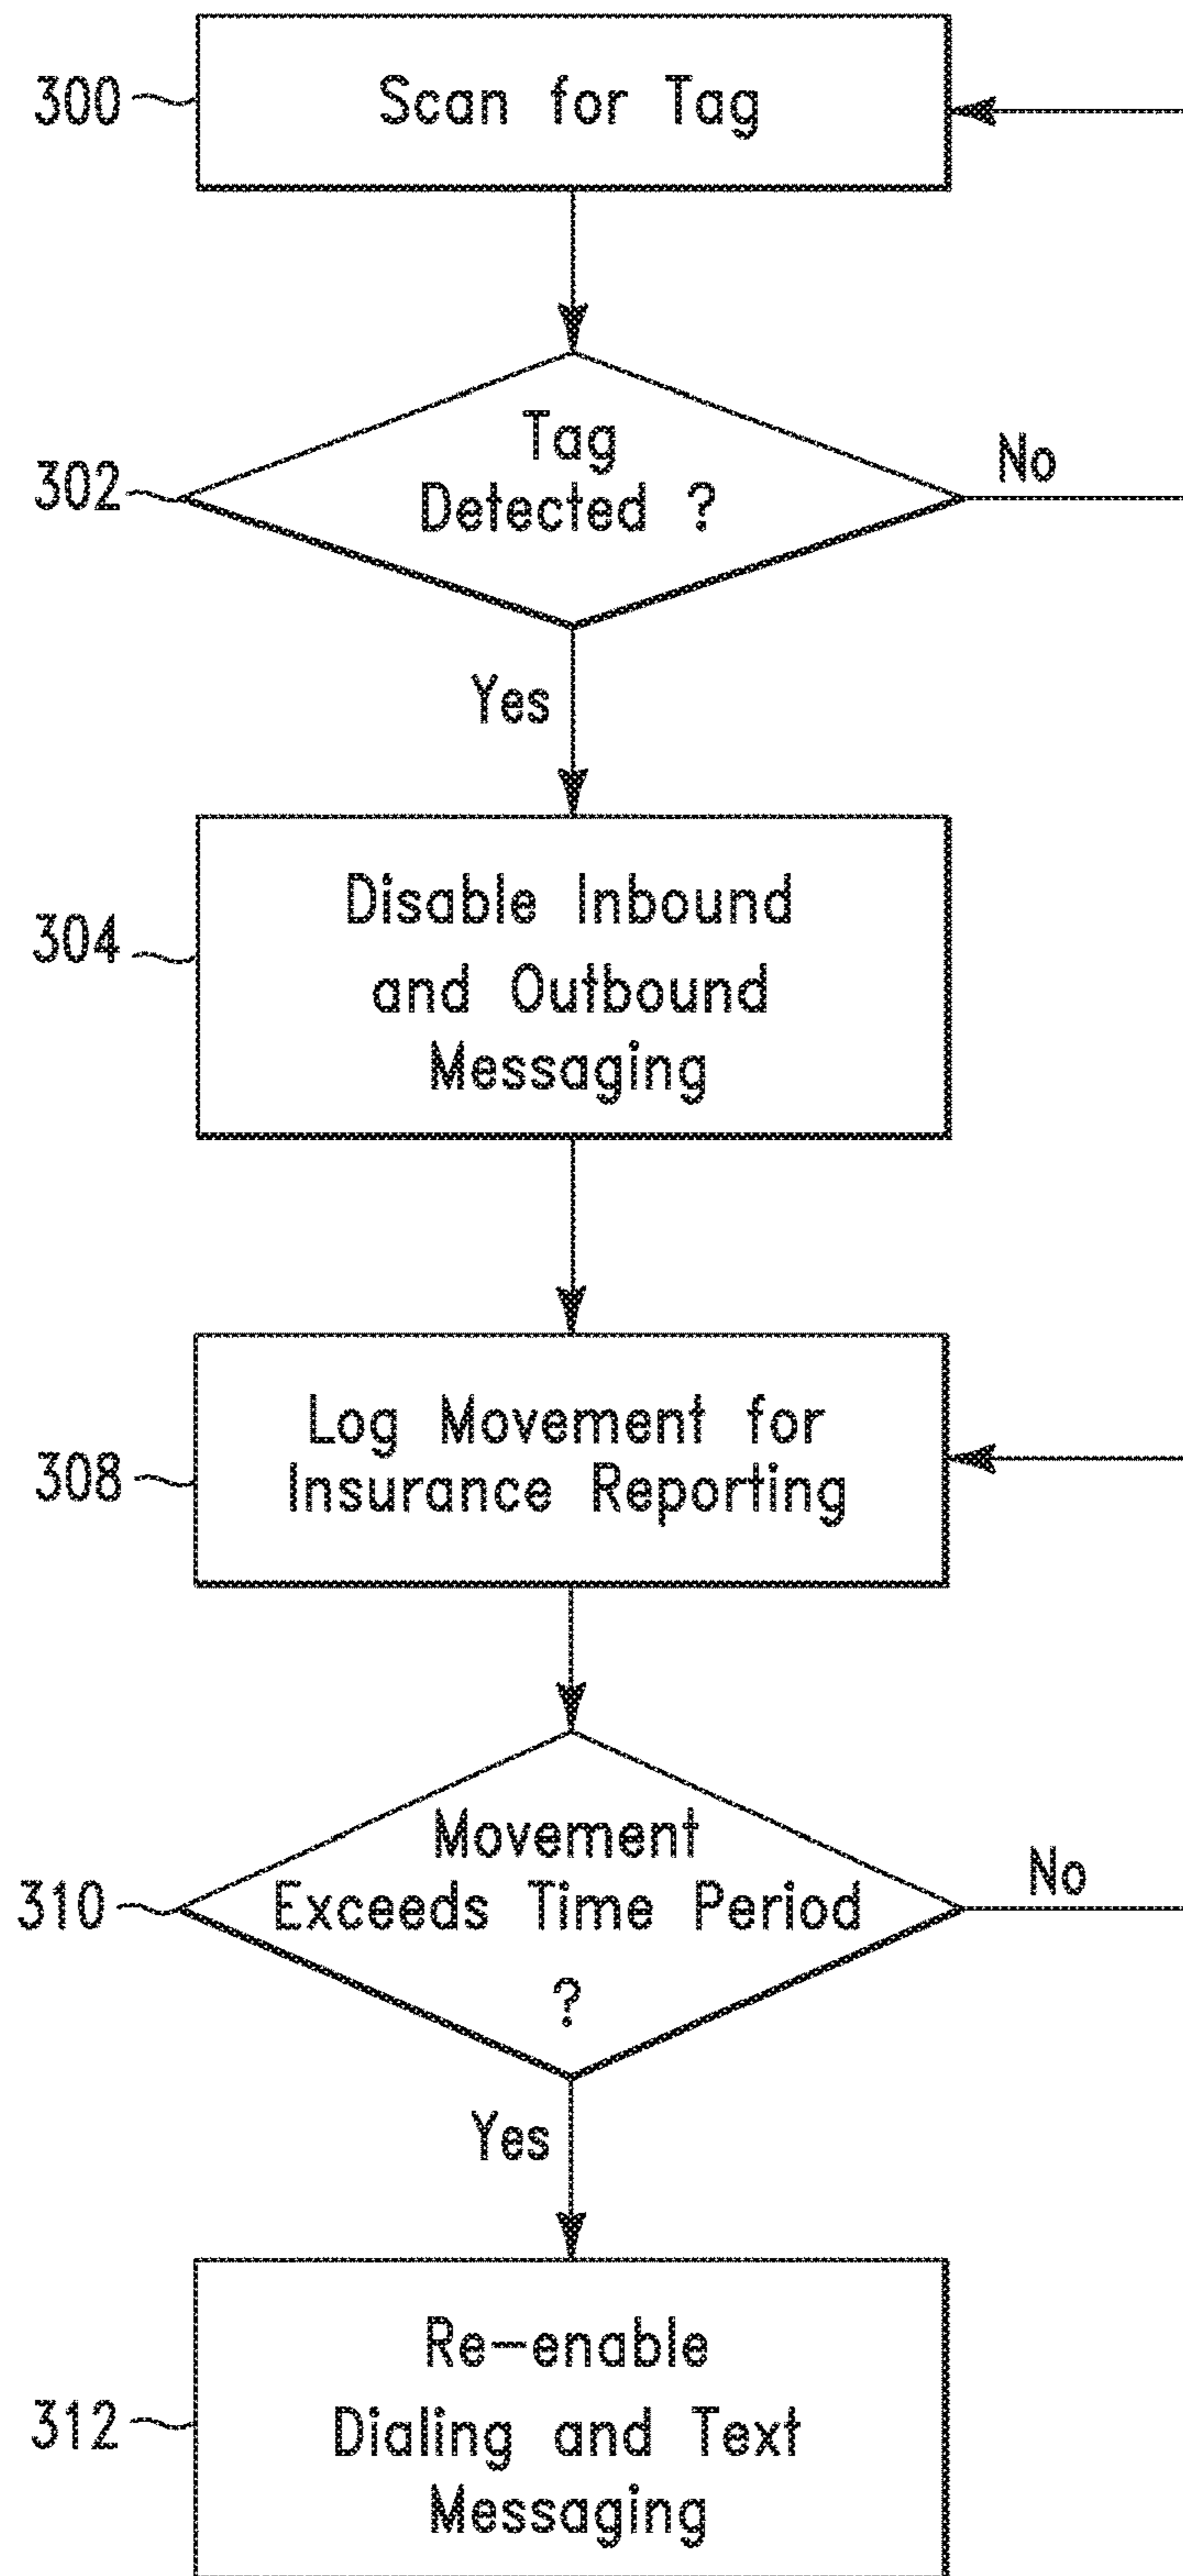 300
Scan for Tag
302
Tag
Detected ?
No
Yes
304
Disable Inbound
and Outbound
Messaging
308
Log Movement for
Insurance Reporting
310
Movement
Exceeds Time Period
?
No
Yes
312
Re-enable
Dialing and Text
Messaging